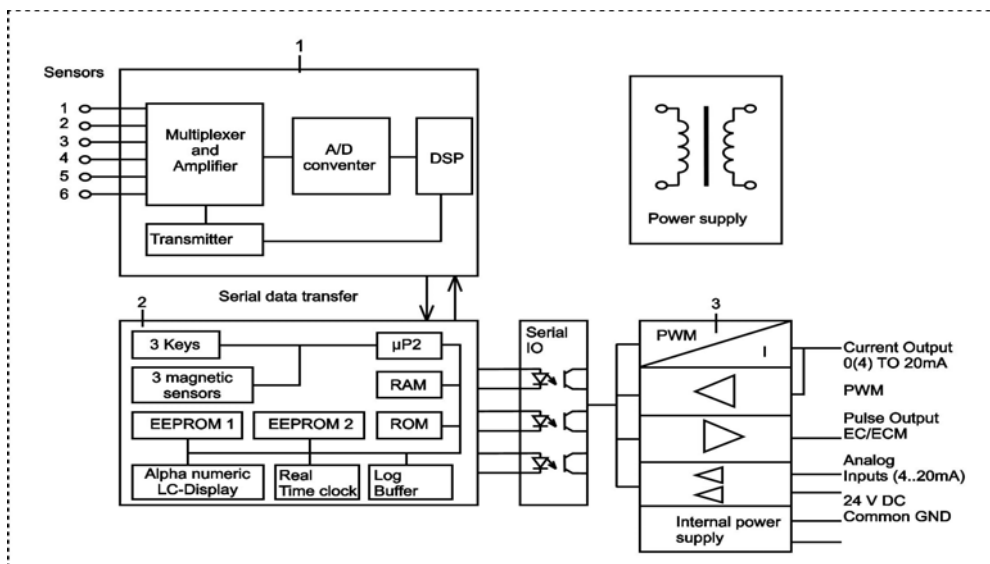 1
Sensors
1
2
3
4
5
6
Multiplexer
and
Amplifier
A/D
conventer
DSP
Transmitter
Power supply
Serial data transfer
2
3 Keys
µP2
3 magnetic
sensors
RAM
EEPROM 1
EEPROM 2
ROM
Alpha numeric
LC-Display
Real
Time clock
Log
Buffer
Serial
IO
3
PWM
I
Internal power
supply
Current Output
0(4) TO 20mA
PWM
Pulse Output
EC/ECM
Analog
Inputs (4..20mA)
24 V DC
Common GND